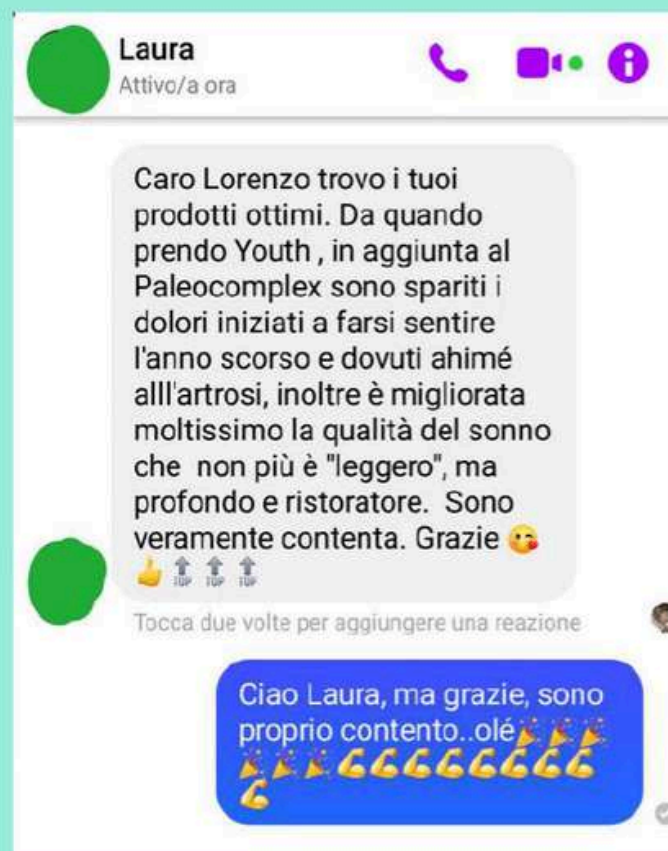 Laura
Attivo/a ora
Caro Lorenzo trovo i tuoi
prodotti ottimi. Da quando
prendo Youth , in aggiunta al
Paleocomplex sono spariti i
dolori iniziati a farsi sentire
l'anno scorso e dovuti ahimé
alll'artrosi, inoltre è migliorata
moltissimo la qualità del sonno
che  non più è "leggero", ma
profondo e ristoratore.  Sono
veramente contenta. Grazie 😋
👍🔝🔝🔝
Tocca due volte per aggiungere una reazione
Ciao Laura, ma grazie, sono
proprio contento..olé🎉🎉🎉
🎉🎉🎉💪💪💪💪💪💪💪💪
💪